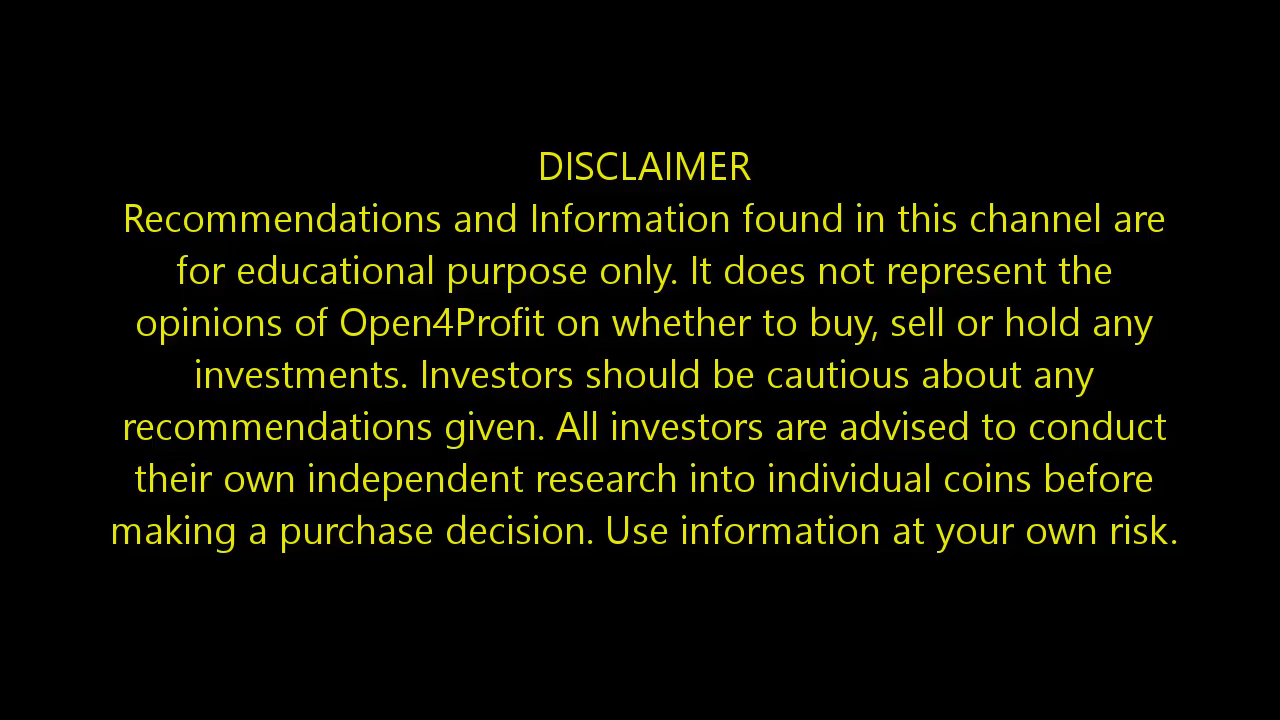 DISCLAIMER
Recommendations and Information found in this channel are
for educational purpose only. It does not represent the
opinions of Open4Profit on whether to buy, sell or hold any
investments. Investors should be cautious about any
recommendations given. All investors are advised to conduct
their own independent research into individual coins before
making a purchase decision. Use information at your own risk.